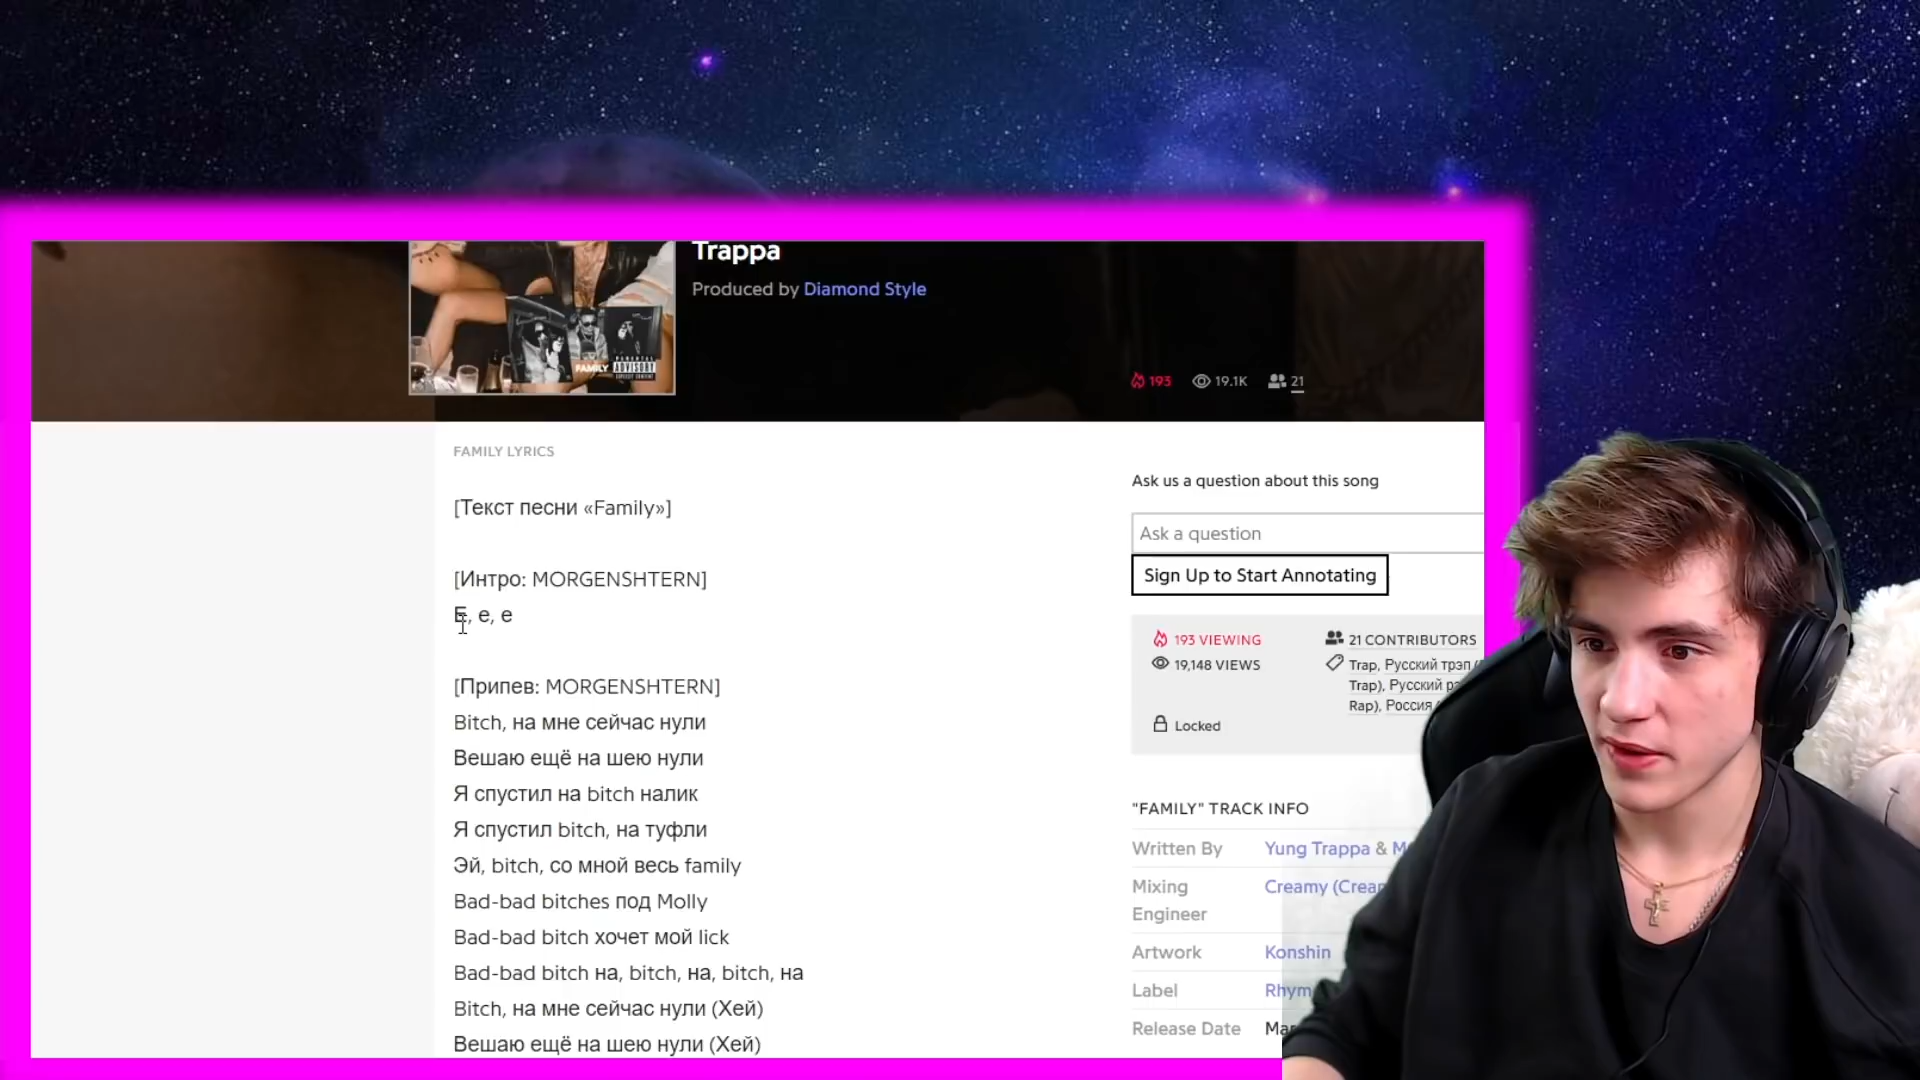 Trappa
Produced by Diamond Style
FAMILY
PARENTAL
ADVISORY
EXPLICIT CONTENT
193 19.1K 21
FAMILY LYRICS
[Текст песни «Family»]
[Интро: MORGENSHTERN]
Е, е, е
[Припев: MORGENSHTERN]
Bitch, на мне сейчас нули
Вешаю ещё на шею нули
Я спустил на bitch налик
Я спустил bitch, на туфли
Эй, bitch, со мной весь family
Bad-bad bitches под Molly
Bad-bad bitch хочет мой lick
Bad-bad bitch на, bitch, на, bitch, на
Bitch, на мне сейчас нули (Хей)
Вешаю ещё на шею нули (Хей)
Ask us a question about this song
Ask a question
Sign Up to Start Annotating
193 VIEWING
19,148 VIEWS
Locked
21 CONTRIBUTORS
Trap, Русский трэп
Trap), Русский
Rap), Россия
"FAMILY" TRACK INFO
Written By Yung Trappa &
Mixing Engineer Creamy
Artwork Konshin
Label
Release Date